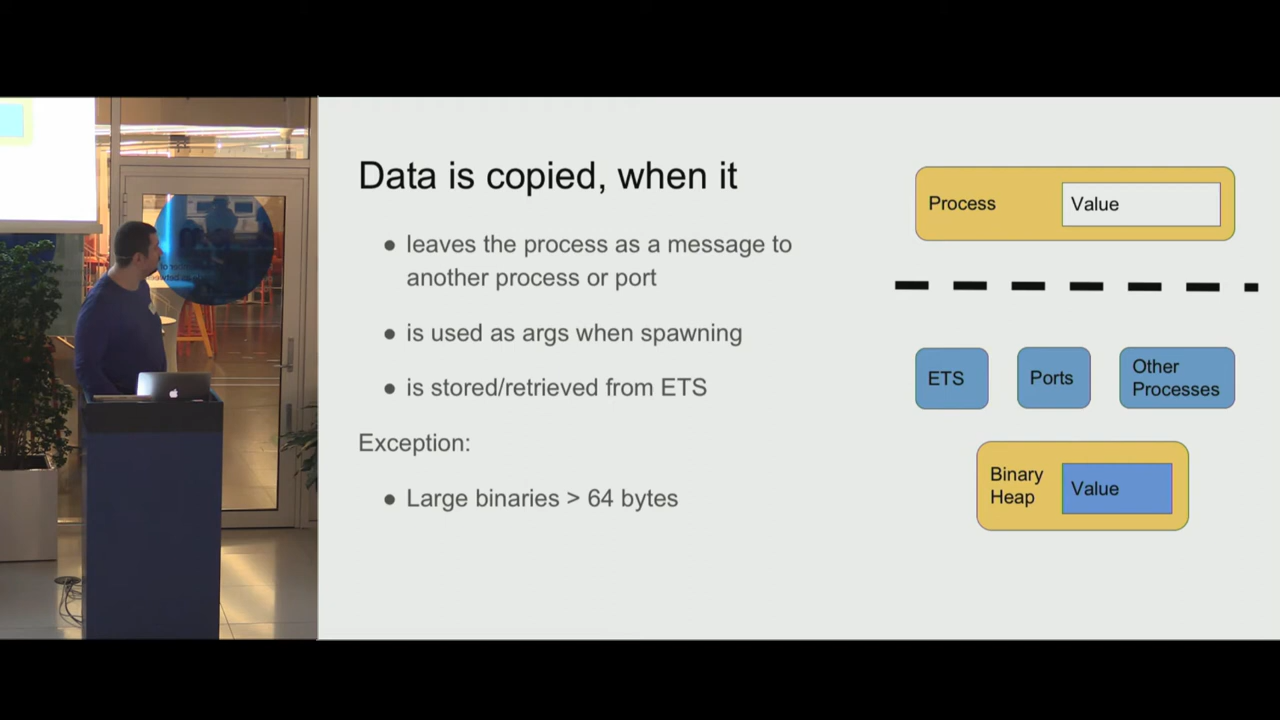 Data is copied, when it
● leaves the process as a message to
another process or port
● is used as args when spawning
● is stored/retrieved from ETS
Exception:
● Large binaries > 64 bytes
Process
Value
ETS
Ports
Other
Processes
Binary
Heap
Value